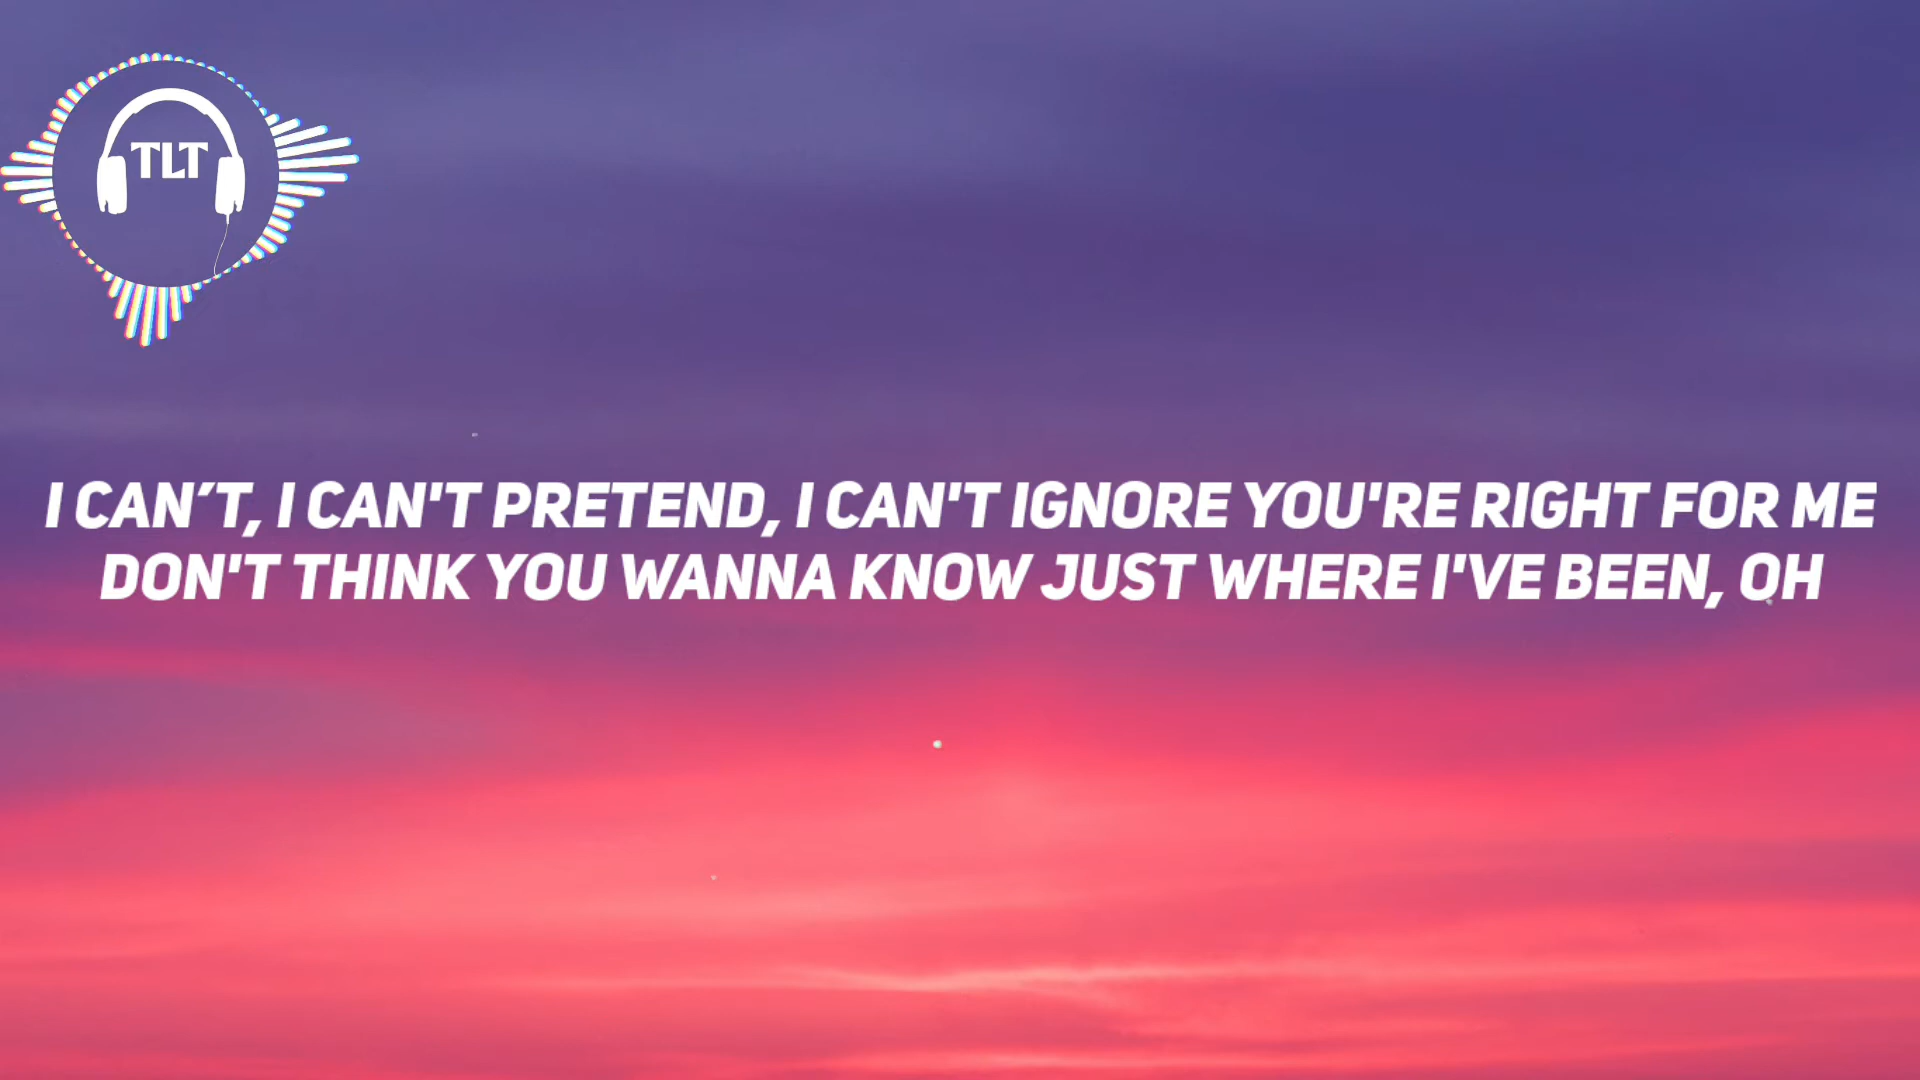 TLT
I CAN´T, I CAN'T PRETEND, I CAN'T IGNORE YOU'RE RIGHT FOR ME
DON'T THINK YOU WANNA KNOW JUST WHERE I'VE BEEN, OH